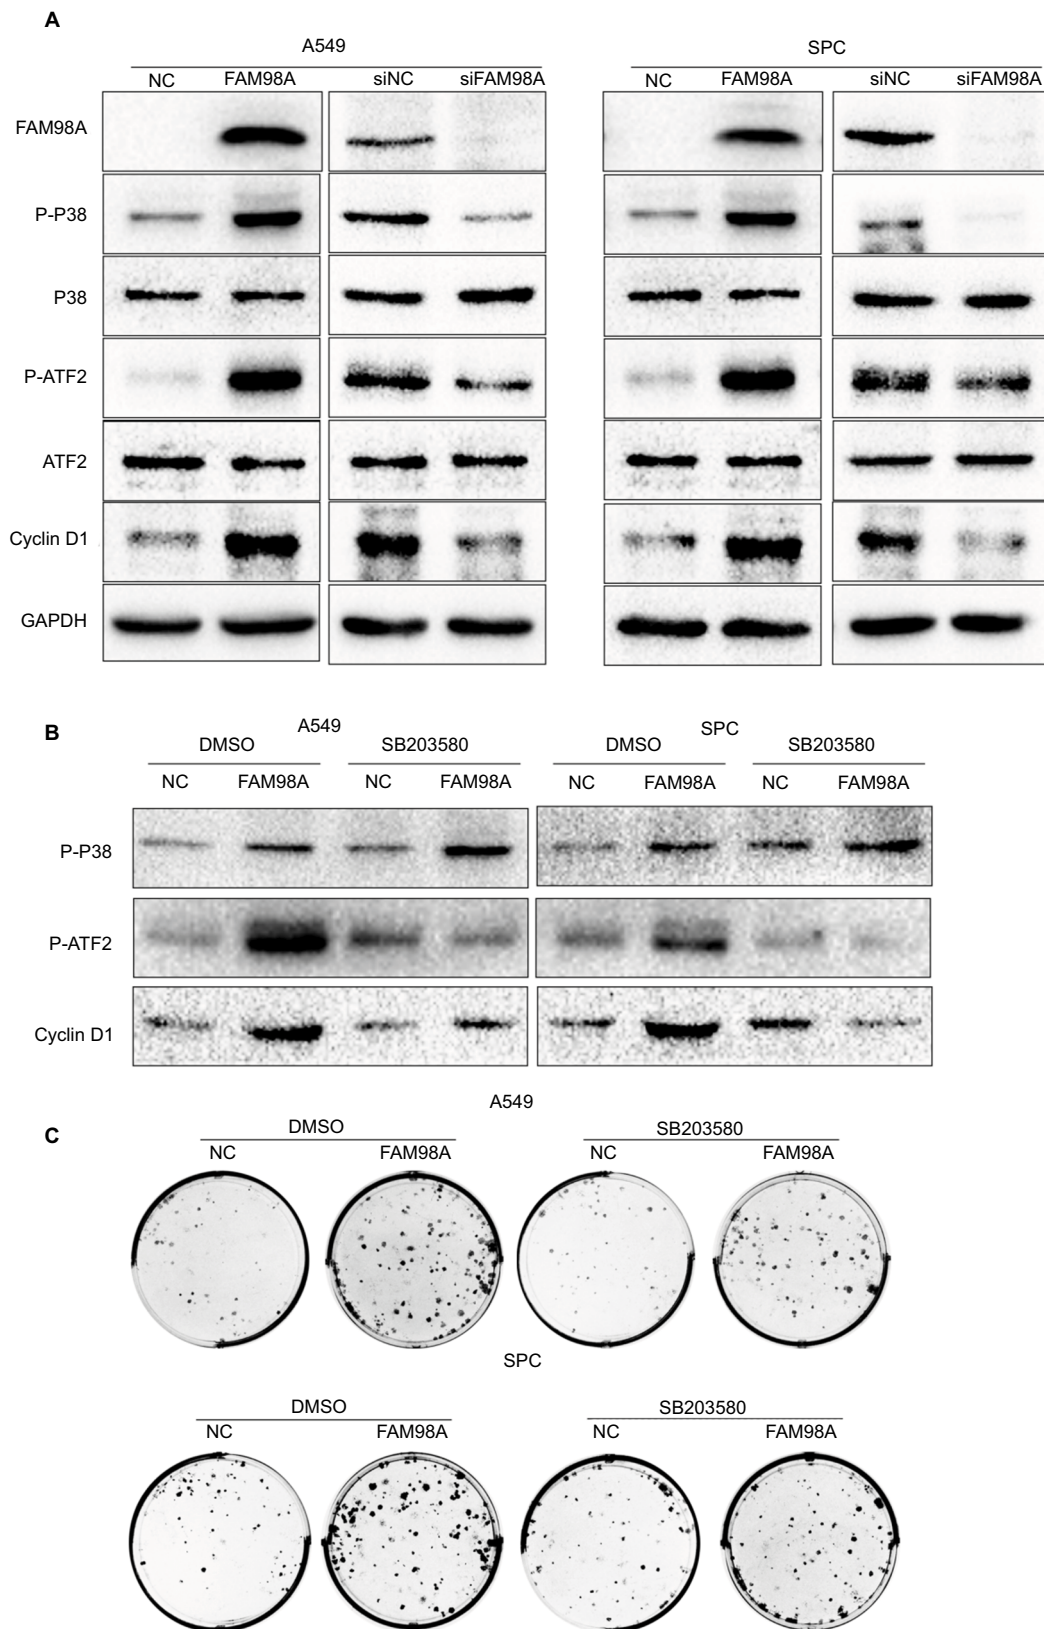 A
A549
SPC
NC FAM98A siNC siFAM98A NC FAM98A siNC siFAM98A
FAM98A
P-P38
P38
P-ATF2
ATF2
Cyclin D1
GAPDH
B
A549
SPC
DMSO SB203580 DMSO SB203580
NC FAM98A NC FAM98A NC FAM98A NC FAM98A
P-P38
P-ATF2
Cyclin D1
A549
C
DMSO SB203580
NC FAM98A NC FAM98A
SPC
DMSO SB203580
NC FAM98A NC FAM98A